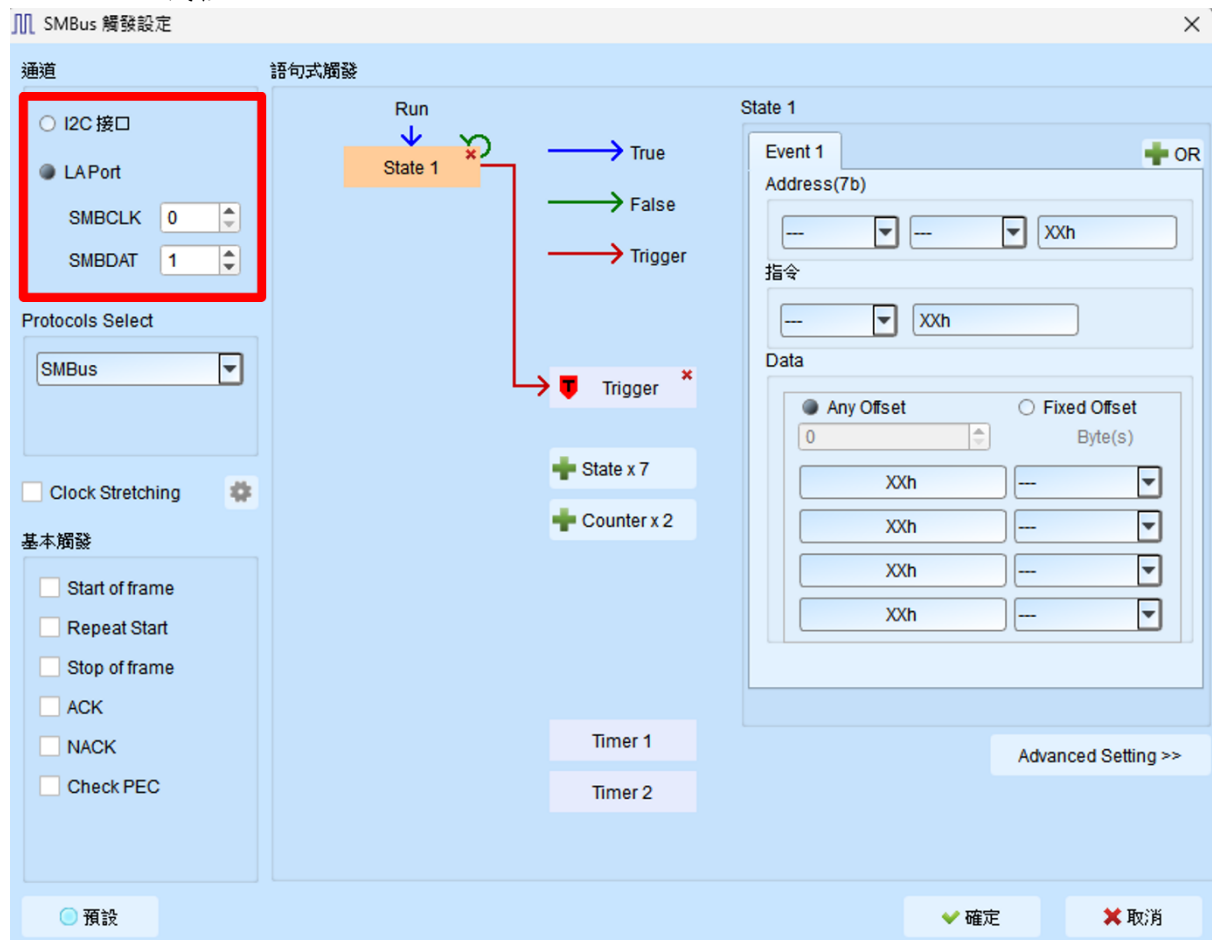 SMBus 觸發設定
通道
I2C 接口
LA Port
SMBCLK 0
SMBDAT 1
Protocols Select
SMBus
Clock Stretching
基本觸發
Start of frame
Repeat Start
Stop of frame
ACK
NACK
Check PEC
語句式觸發
Run
State 1
True
False
Trigger
T Trigger
State x 7
Counter x 2
Timer 1
Timer 2
State 1
Event 1
OR
Address(7b)
--- --- XXh
指令
--- XXh
Data
Any Offset Fixed Offset
0 Byte(s)
XXh ---
XXh ---
XXh ---
XXh ---
Advanced Setting >>
預設
確定
取消